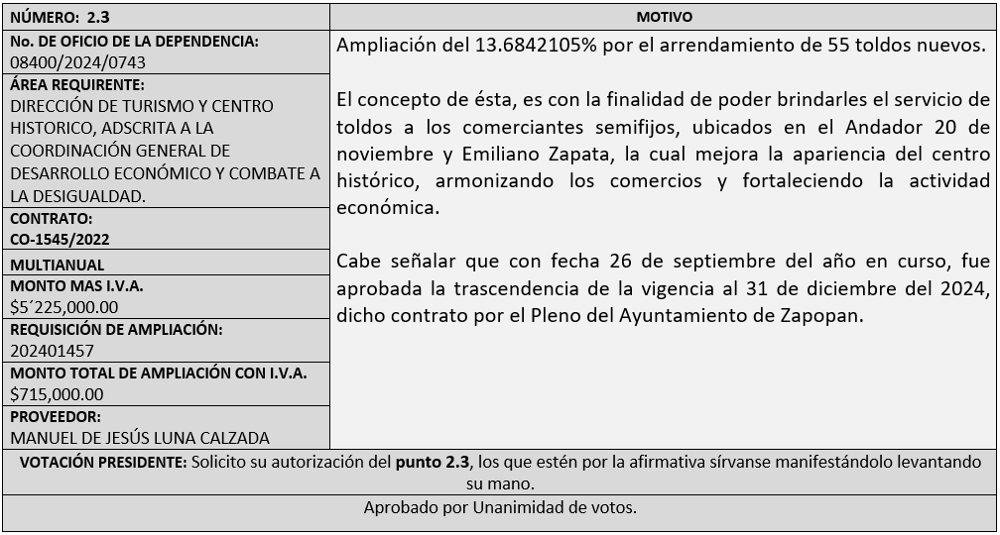 NÚMERO: 2.3
No. DE OFICIO DE LA DEPENDENCIA:
08400/2024/0743
ÁREA REQUIRENTE:
DIRECCIÓN DE TURISMO Y CENTRO
HISTORICO, ADSCRITA A LA
COORDINACIÓN GENERAL DE
DESARROLLO ECONÓMICO Y COMBATE A
LA DESIGUALDAD.
CONTRATO:
CO-1545/2022
MULTIANUAL
MONTO MAS I.V.A.
$5´225,000.00
REQUISICIÓN DE AMPLIACIÓN:
202401457
MONTO TOTAL DE AMPLIACIÓN CON I.V.A.
$715,000.00
PROVEEDOR:
MANUEL DE JESÚS LUNA CALZADA
MOTIVO
Ampliación del 13.6842105% por el arrendamiento de 55 toldos nuevos.
El concepto de ésta, es con la finalidad de poder brindarles el servicio de
toldos a los comerciantes semifijos, ubicados en el Andador 20 de
noviembre y Emiliano Zapata, la cual mejora la apariencia del centro
histórico, armonizando los comercios y fortaleciendo la actividad
económica.
Cabe señalar que con fecha 26 de septiembre del año en curso, fue
aprobada la trascendencia de la vigencia al 31 de diciembre del 2024,
dicho contrato por el Pleno del Ayuntamiento de Zapopan.
VOTACIÓN PRESIDENTE: Solicito su autorización del punto 2.3, los que estén por la afirmativa sírvanse manifestándolo levantando
su mano.
Aprobado por Unanimidad de votos.